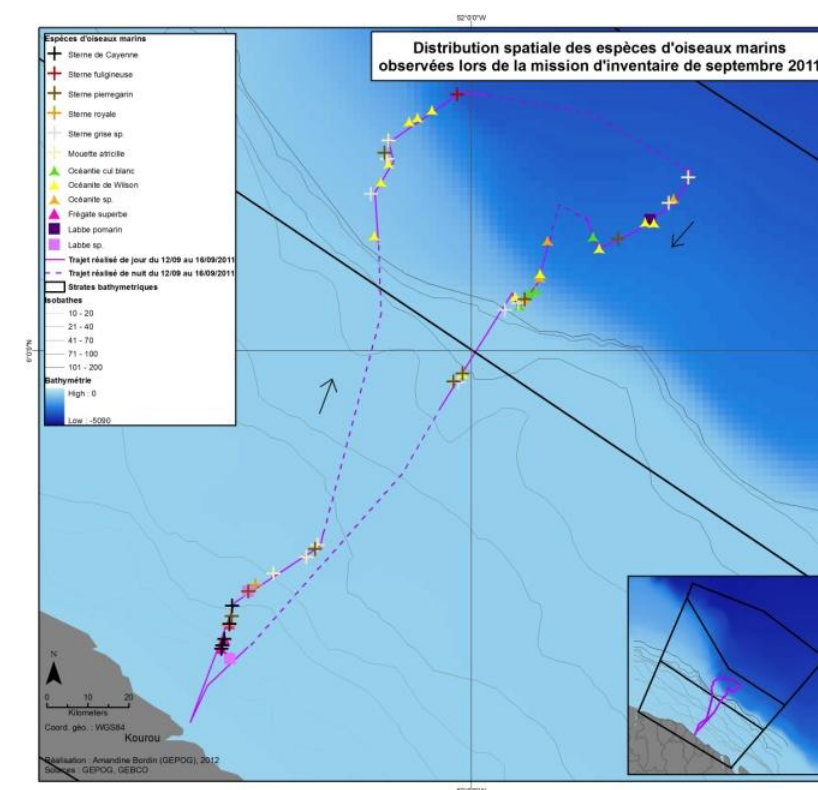 52°0'0"W
Distribution spatiale des espèces d'oiseaux marins
observées lors de la mission d'inventaire de septembre 2011
Espèces d'oiseaux marins
Sterne de Cayenne
Sterne fuligineuse
Sterne pierregarin
Sterne royale
Sterne grise sp.
Mouette atricille
Océantie cul blanc
Océanite de Wilson
Océanite sp.
Frégate superbe
Labbe pomarin
Labbe sp.
Trajet réalisé de jour du 12/09 au 16/09/2011
Trajet réalisé de nuit du 12/09 au 16/09/2011
Strates bathymetriques
Isobathes
10 - 20
21 - 40
41 - 70
71 - 100
101 - 200
Bathymétrie
High : 0
Low : -5090
6°0'0"N
N
0 10 20
Kilometers
Coord. géo. : WGS84
Kourou
Réalisation : Amandine Bordin (GEPOG), 2012
Sources : GEPOG, GEBCO